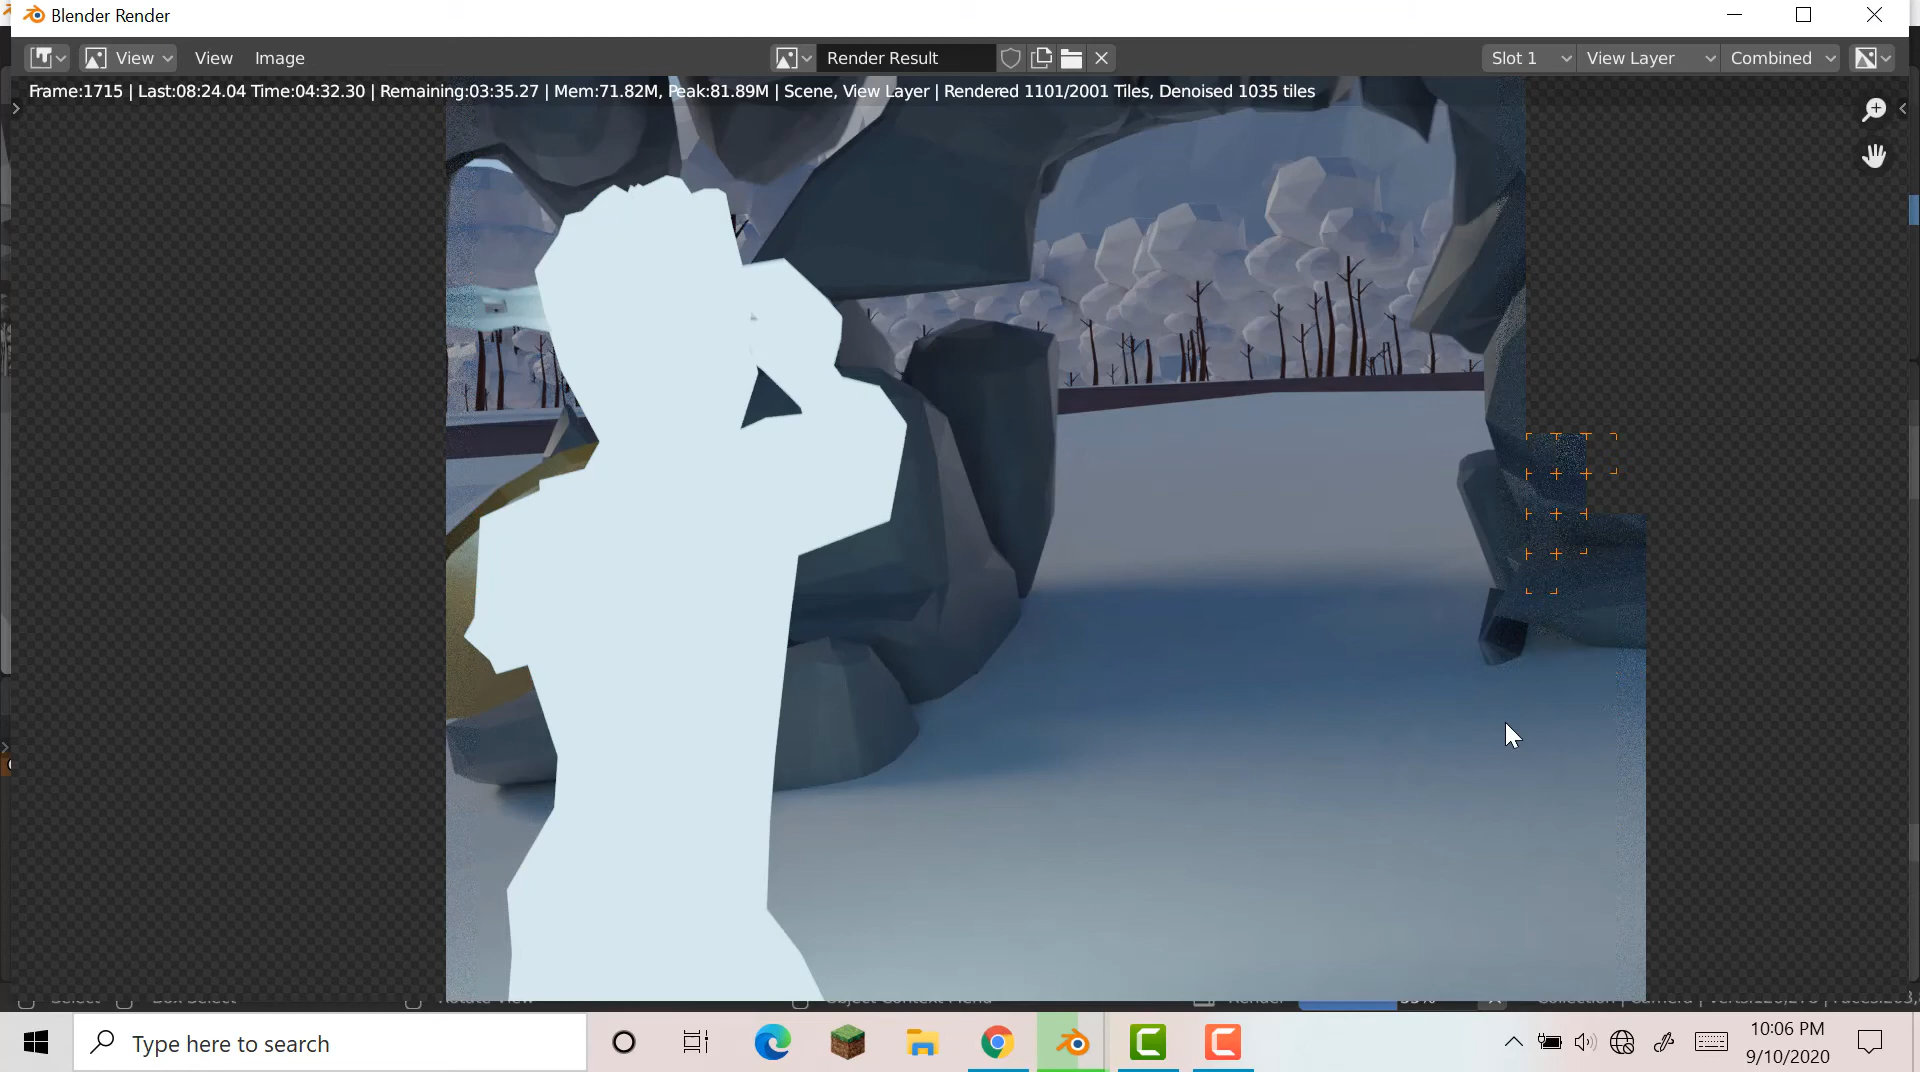 Blender Render
View View Image Render Result Slot 1 View Layer Combined
Frame:1715 | Last:08:24.04 Time:04:32.30 | Remaining:03:35.27 | Mem:71.82M, Peak:81.89M | Scene, View Layer | Rendered 1101/2001 Tiles, Denoised 1035 tiles
Type here to search
10:06 PM
9/10/2020